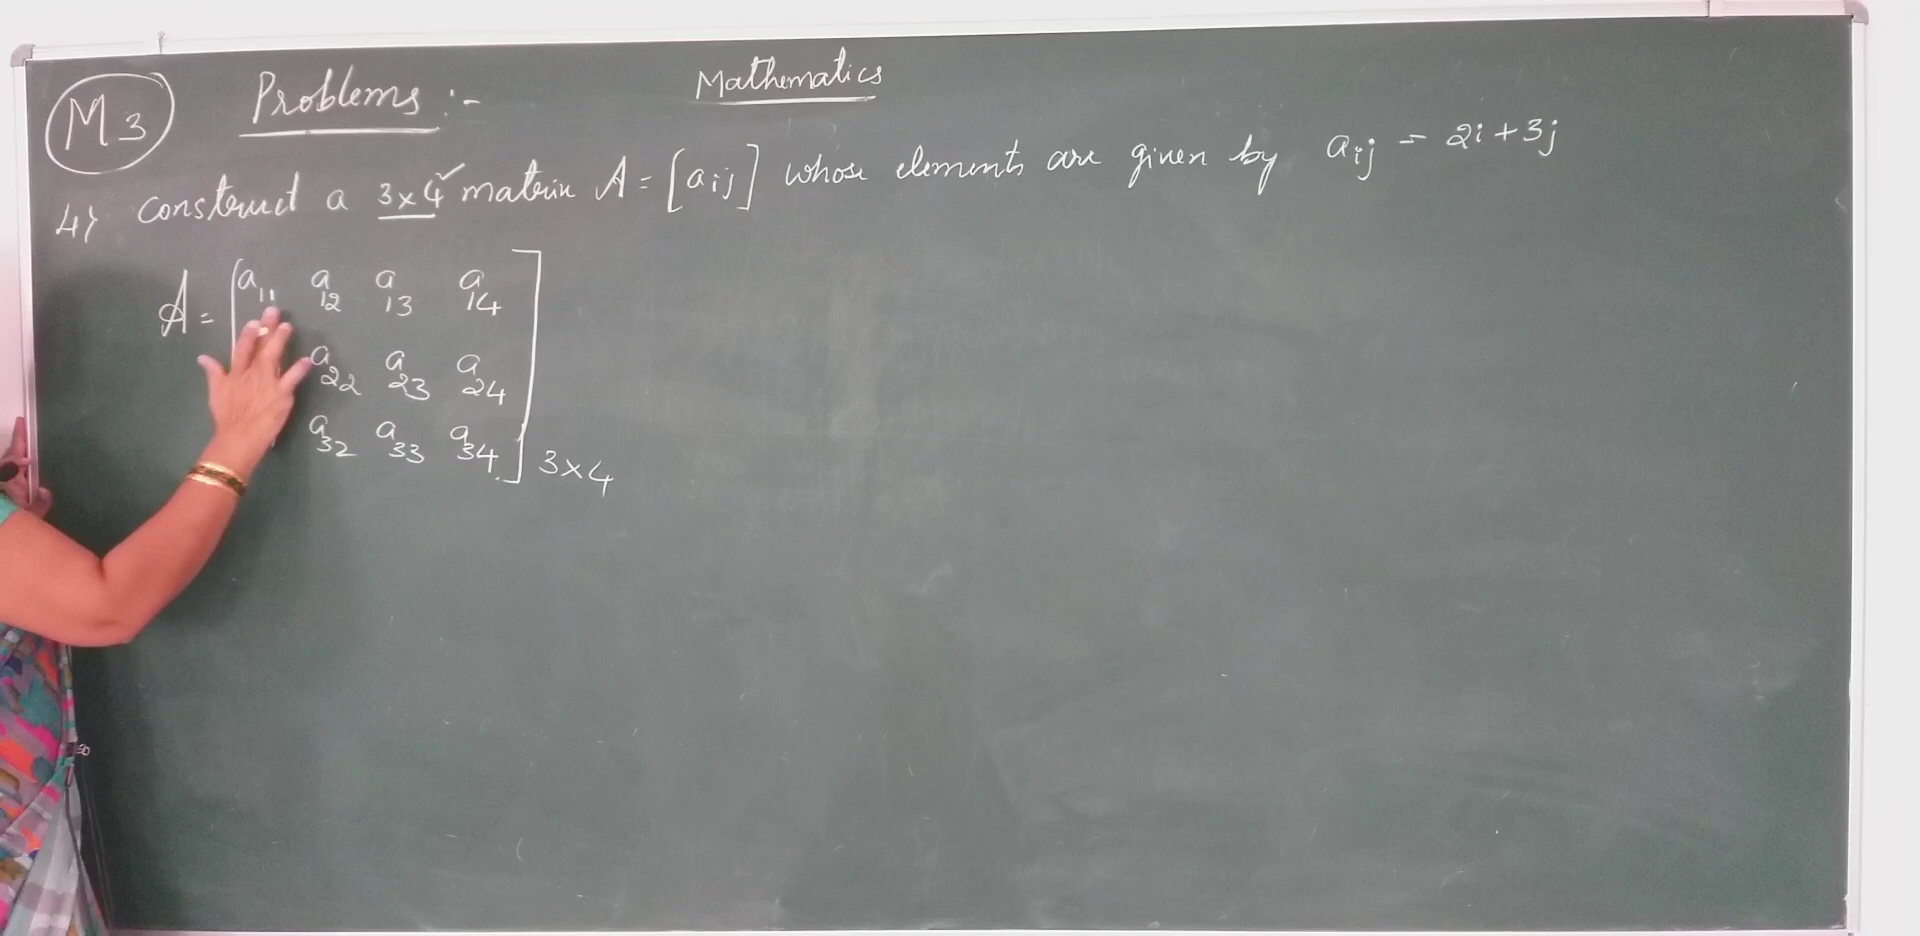 M3 Problems :- Mathematics
4) Construct a 3×4 matrix A = [aij] whose elements are given by aij = 2i + 3j
A = [a11 a12 a13 a14
a22 a23 a24
a32 a33 a34] 3×4